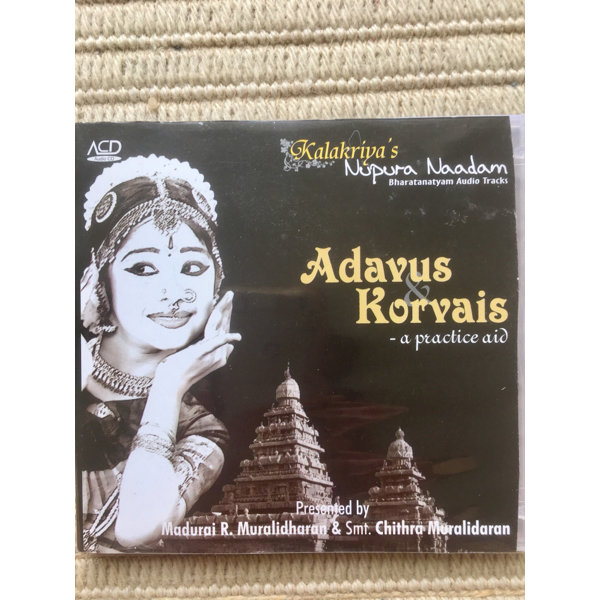 ACD
Audio CD
Kalakriya's
Nupura Naadam
Bharatanatyam Audio Tracks
Adavus
&
Korvais
- a practice aid
Presented by
Madurai R. Muralidharan & Smt. Chithra Muralidaran